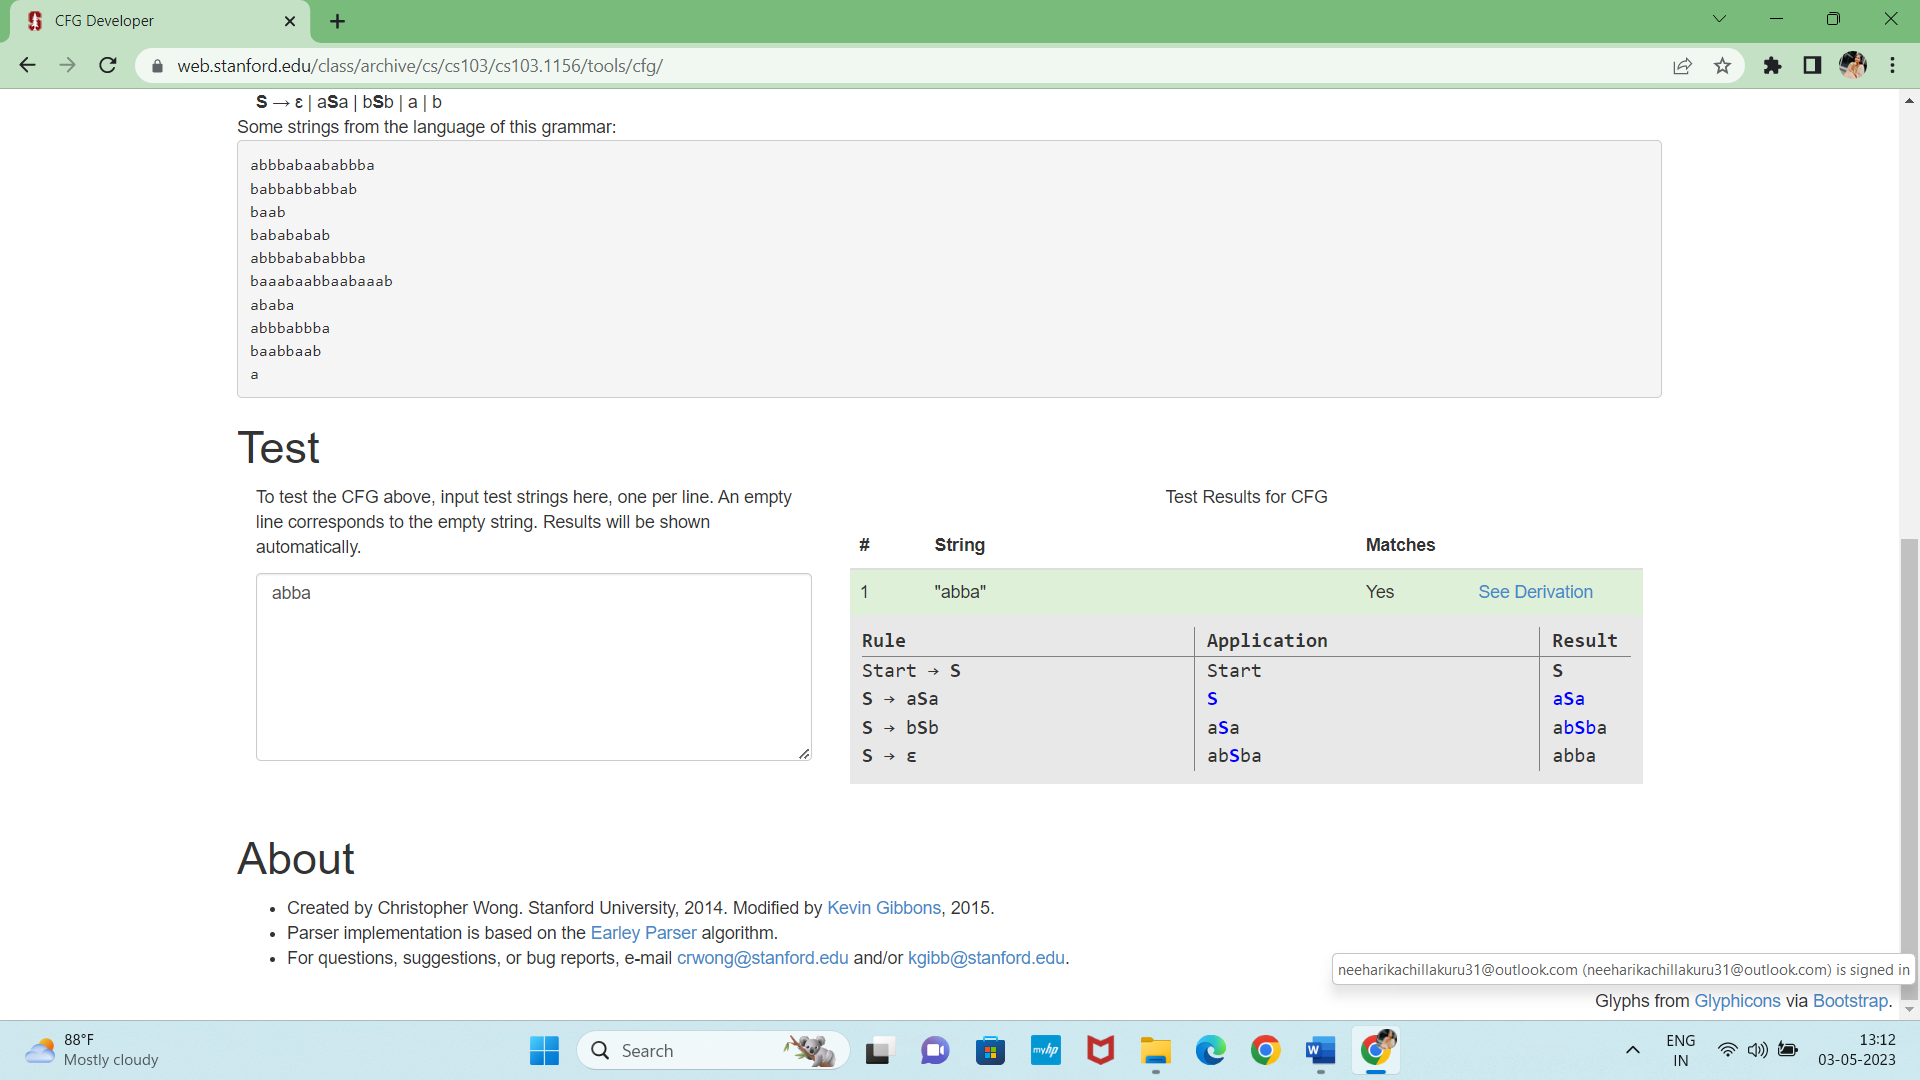 CFG Developer
web.stanford.edu/class/archive/cs/cs103/cs103.1156/tools/cfg/
S → ε | aSa | bSb | a | b
Some strings from the language of this grammar:
abbbabaababbba
babbabbabbab
baab
babababab
abbbabababbba
baaabaabbaabaaab
ababa
abbbabbba
baabbaab
a
Test
To test the CFG above, input test strings here, one per line. An empty
line corresponds to the empty string. Results will be shown
automatically.
abba
Test Results for CFG
# String Matches
1 "abba" Yes See Derivation
Rule Application Result
Start → S Start S
S → aSa S aSa
S → bSb aSa abSba
S → ε abSba abba
About
• Created by Christopher Wong. Stanford University, 2014. Modified by Kevin Gibbons, 2015.
• Parser implementation is based on the Earley Parser algorithm.
• For questions, suggestions, or bug reports, e-mail crwong@stanford.edu and/or kgibb@stanford.edu.
neeharikachillakuru31@outlook.com (neeharikachillakuru31@outlook.com) is signed in
Glyphs from Glyphicons via Bootstrap.
88°F
Mostly cloudy
Search
myhp
W
ENG
IN
13:12
03-05-2023